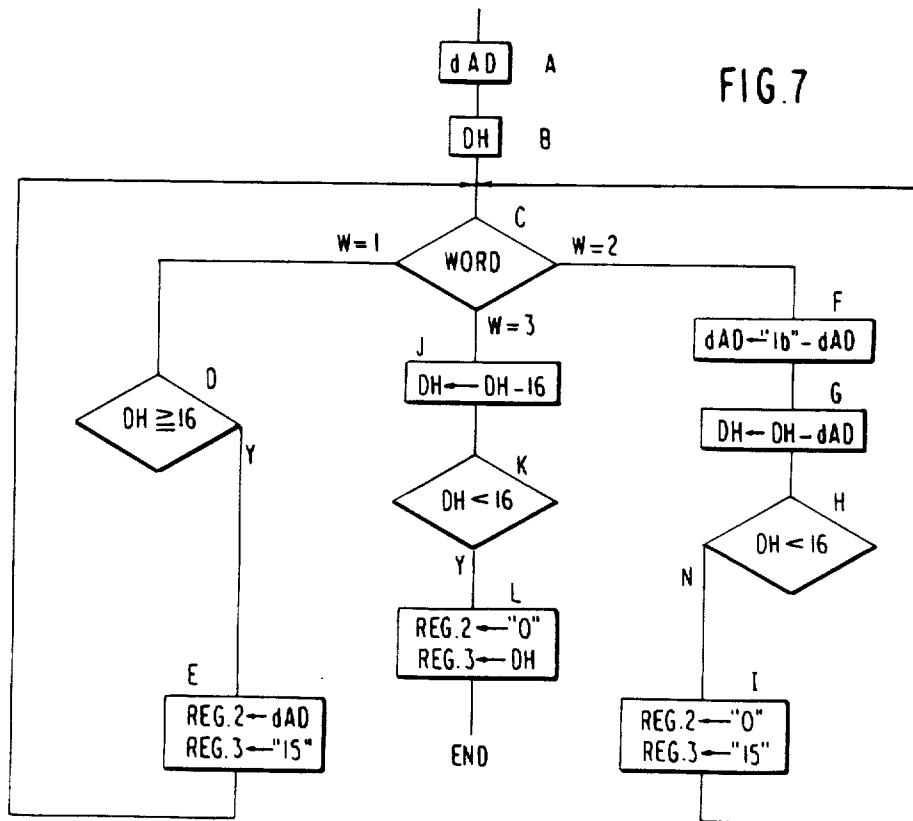 dAD A
FIG.7
DH B
C
W=1 WORD W=2
W=3
F
dAD←"1b"-dAD
J
DH←DH-16
D
DH≧16
Y
G
DH←DH-dAD
K
DH<16
Y
H
DH<16
N
L
REG.2←"0"
REG.3←DH
E
REG.2←dAD
REG.3←"15"
I
REG.2←"0"
REG.3←"15"
END